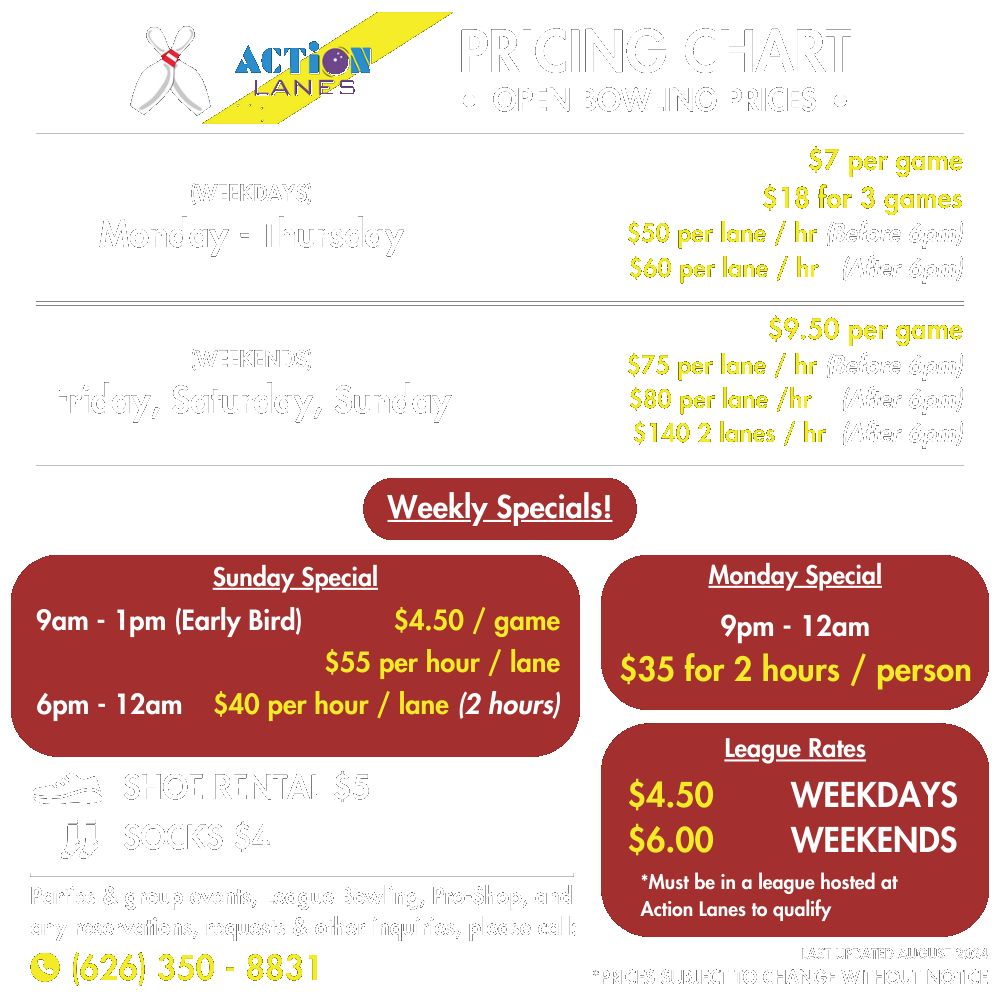 ACTiON
LANES
PRICING CHART
• OPEN BOWLING PRICES •
(WEEKDAYS)
Monday - Thursday
$7 per game
$18 for 3 games
$50 per lane / hr (Before 6pm)
$60 per lane / hr (After 6pm)
(WEEKENDS)
Friday, Saturday, Sunday
$9.50 per game
$75 per lane / hr (Before 6pm)
$80 per lane /hr (After 6pm)
$140 2 lanes / hr (After 6pm)
Weekly Specials!
Sunday Special
9am - 1pm (Early Bird) $4.50 / game
$55 per hour / lane
6pm - 12am $40 per hour / lane (2 hours)
Monday Special
9pm - 12am
$35 for 2 hours / person
League Rates
$4.50 WEEKDAYS
$6.00 WEEKENDS
*Must be in a league hosted at
Action Lanes to qualify
SHOE RENTAL $5
SOCKS $4
Parties & group events, League Bowling, Pro-Shop, and
any reservations, requests & other inquiries, please call:
(626) 350 - 8831
LAST UPDATED AUGUST 2024
*PRICES SUBJECT TO CHANGE WITHOUT NOTICE